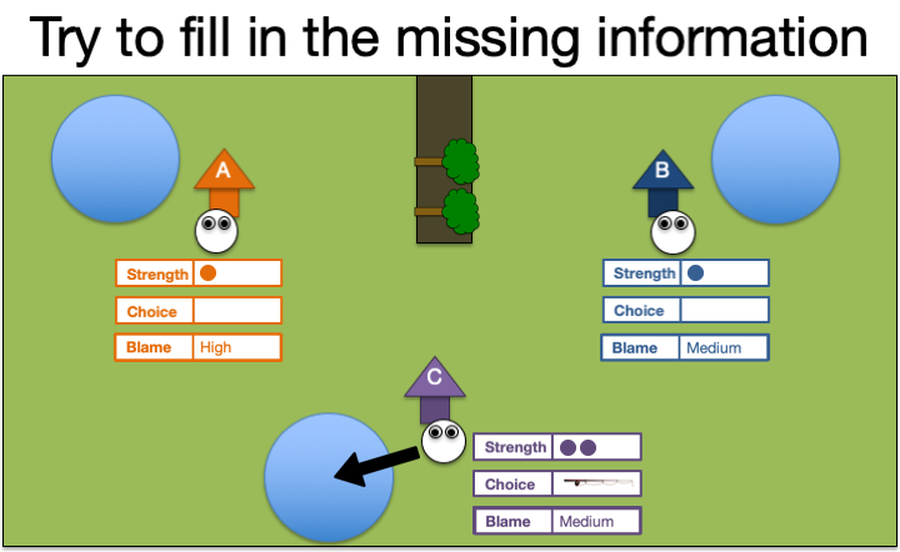 Try to fill in the missing information
A
B
Strength
Choice
Blame High
Strength
Choice
Blame Medium
C
Strength
Choice
Blame Medium